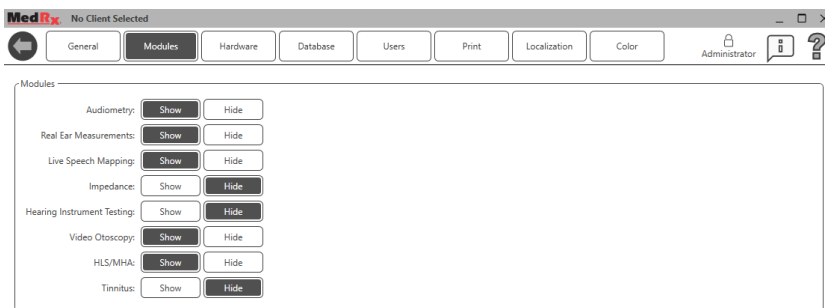 MedRx No Client Selected
General Modules Hardware Database Users Print Localization Color Administrator i ?
Modules
Audiometry: Show Hide
Real Ear Measurements: Show Hide
Live Speech Mapping: Show Hide
Impedance: Show Hide
Hearing Instrument Testing: Show Hide
Video Otoscopy: Show Hide
HLS/MHA: Show Hide
Tinnitus: Show Hide